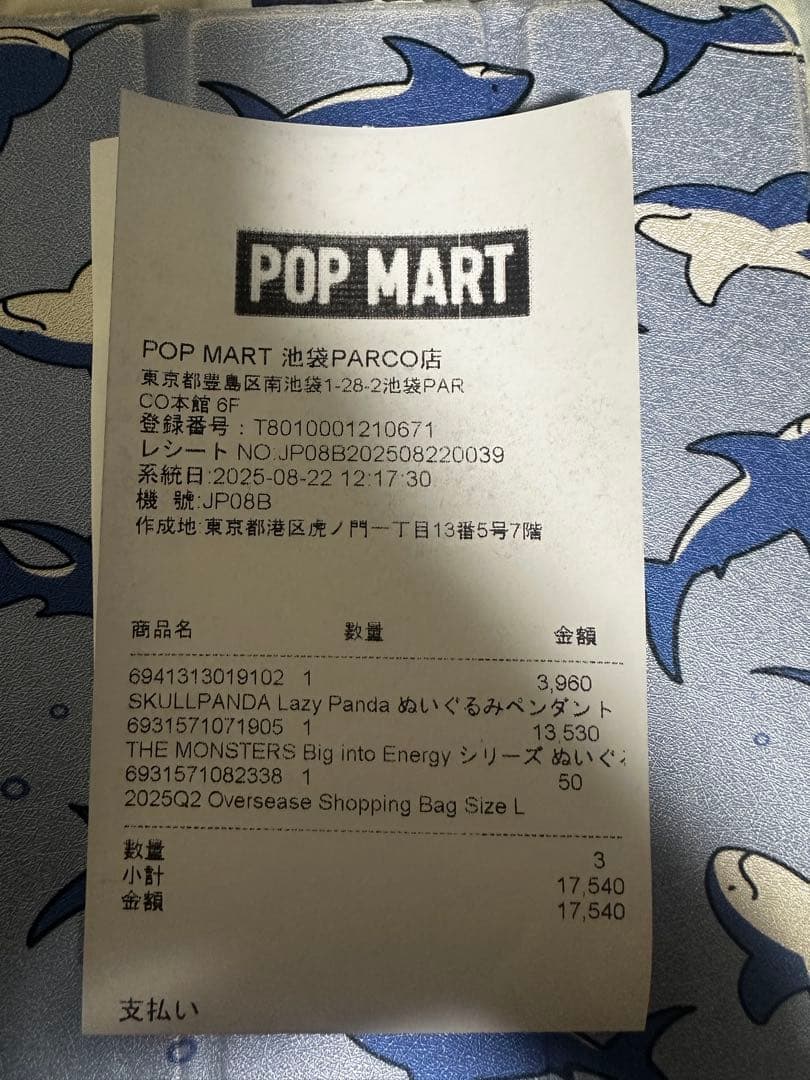 POP MART
POP MART 池袋PARCO店
東京都豊島区南池袋1-28-2池袋PAR
CO本館 6F
登録番号：T8010001210671
レシート NO:JP08B202508220039
系統日:2025-08-22 12:17:30
機 號:JP08B
作成地:東京都港区虎ノ門一丁目13番5号7階
商品名 数量 金額
6941313019102 1 3,960
SKULLPANDA Lazy Panda ぬいぐるみペンダント
6931571071905 1 13,530
THE MONSTERS Big into Energy シリーズ ぬいぐ
6931571082338 1 50
2025Q2 Oversease Shopping Bag Size L
数量 3
小計 17,540
金額 17,540
支払い